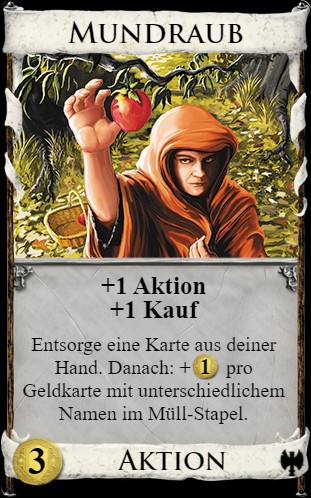 MUNDRAUB
+1 Aktion
+1 Kauf
Entsorge eine Karte aus deiner
Hand. Danach: + 1 pro
Geldkarte mit unterschiedlichem
Namen im Müll-Stapel.
3 AKTION